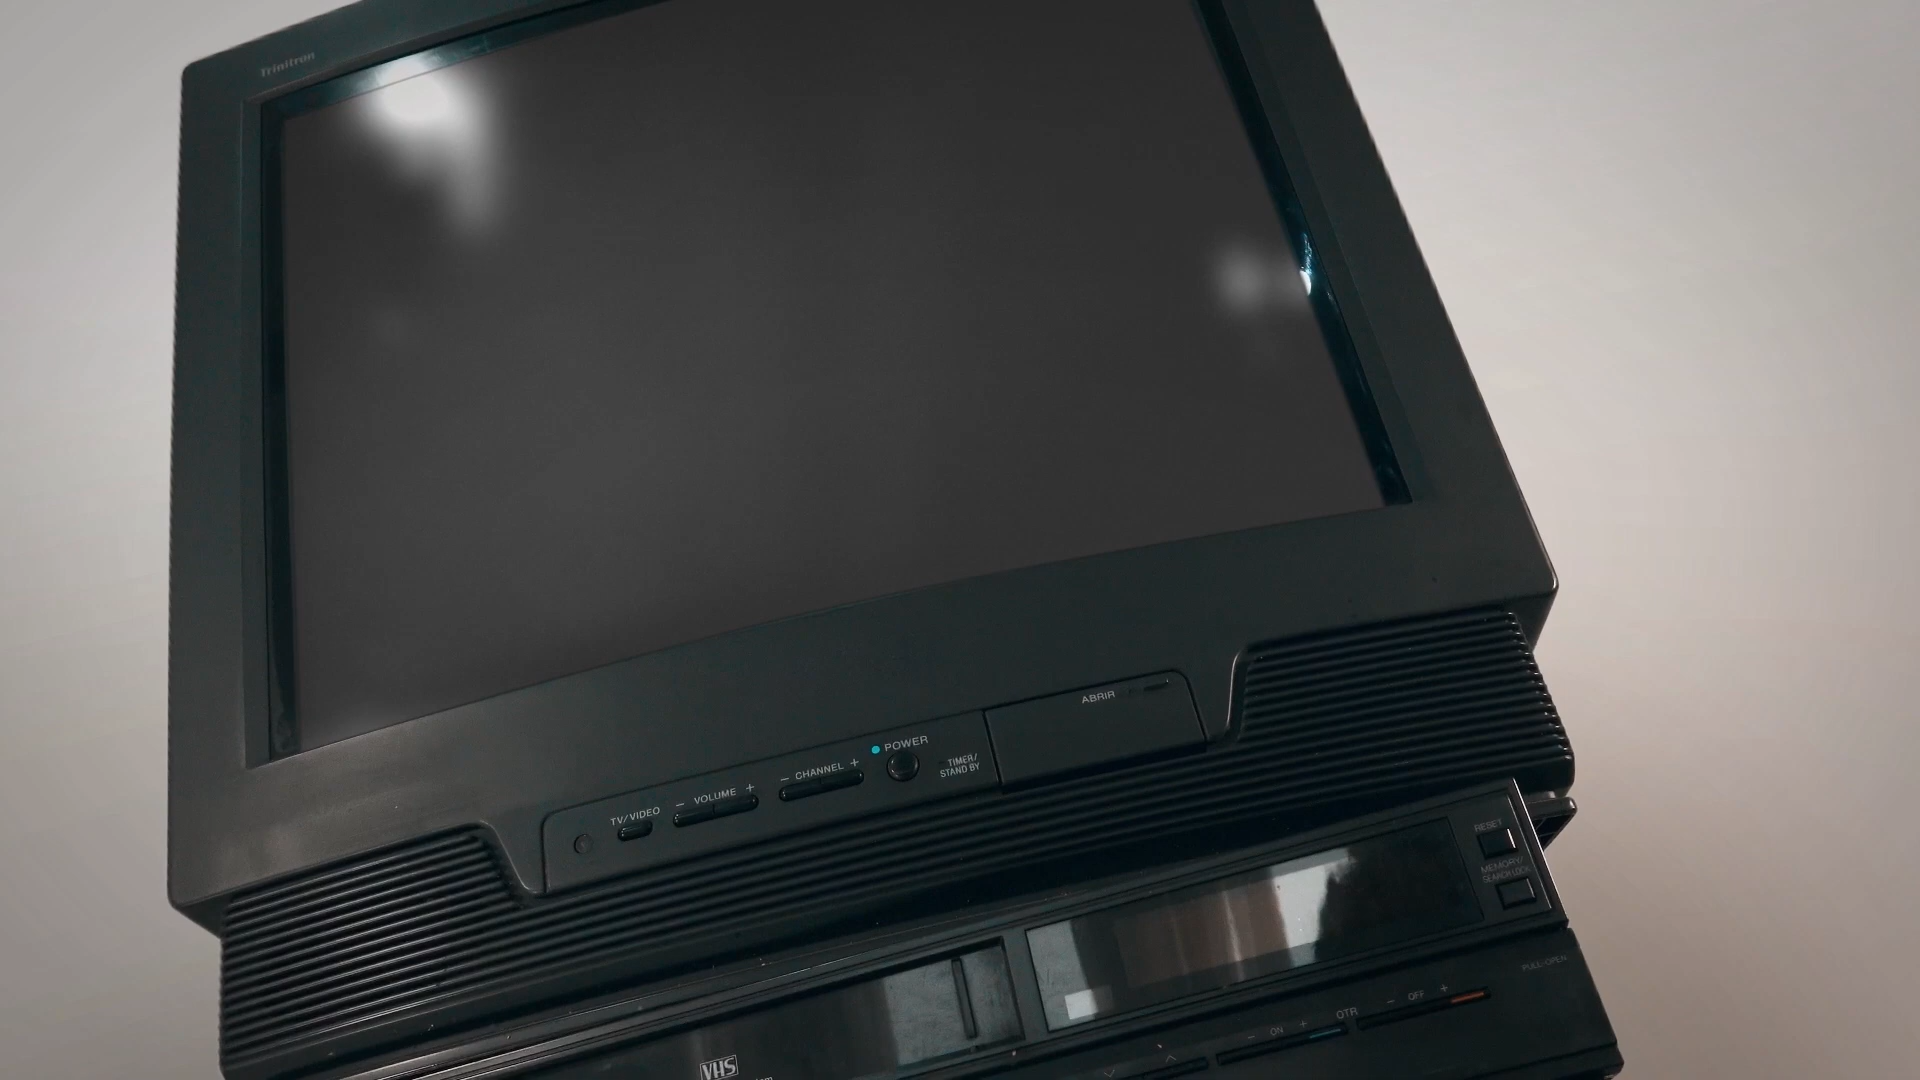 Trinitron
ABRIR
POWER
TIMER/
STAND BY
− CHANNEL +
− VOLUME +
TV/VIDEO
RESET
MEMORY/
SEARCH LOCK
PULL-OPEN
− OFF +
OTR
− ON +
VHS